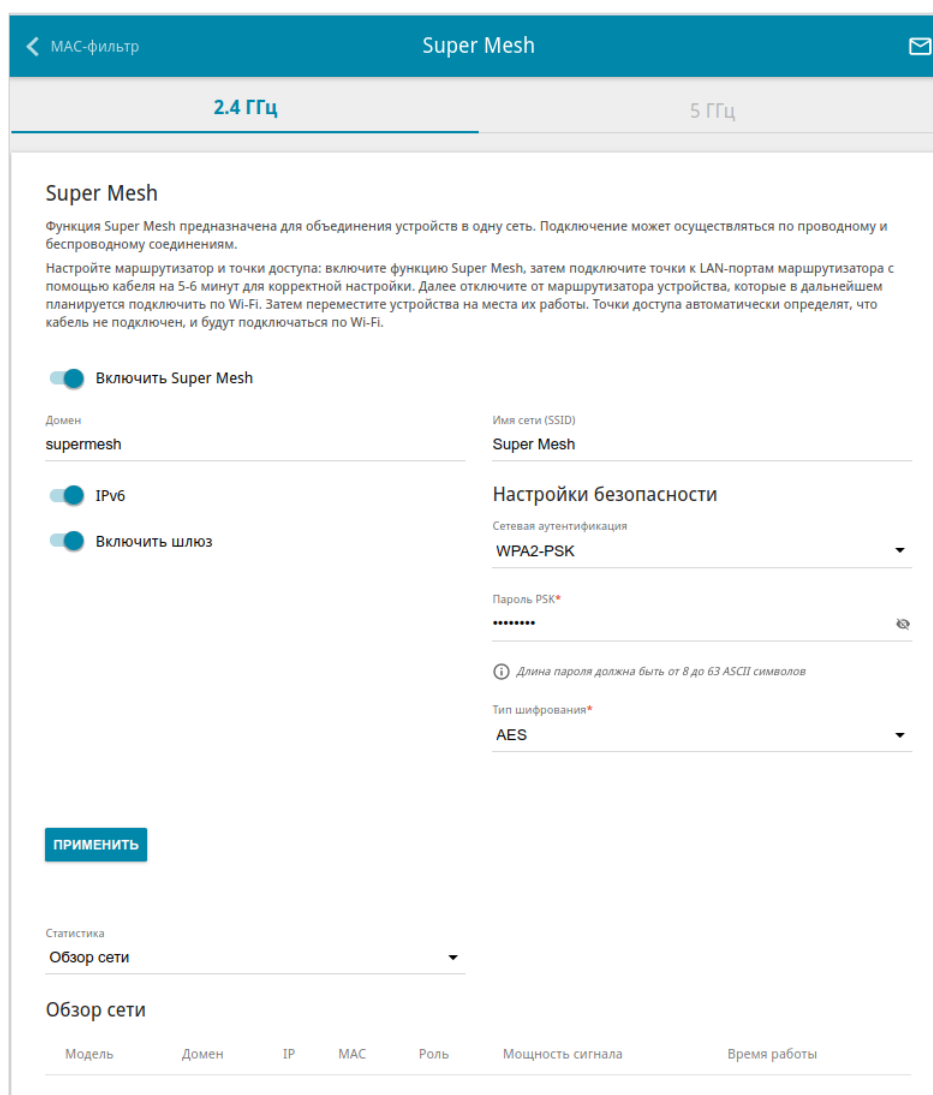 МАС-фильтр
Super Mesh
2.4 ГГц
5 ГГц
Super Mesh
Функция Super Mesh предназначена для объединения устройств в одну сеть. Подключение может осуществляться по проводному и
беспроводному соединениям.
Настройте маршрутизатор и точки доступа: включите функцию Super Mesh, затем подключите точки к LAN-портам маршрутизатора с
помощью кабеля на 5-6 минут для корректной настройки. Далее отключите от маршрутизатора устройства, которые в дальнейшем
планируется подключить по Wi-Fi. Затем переместите устройства на места их работы. Точки доступа автоматически определят, что
кабель не подключен, и будут подключаться по Wi-Fi.
Включить Super Mesh
Домен
supermesh
Имя сети (SSID)
Super Mesh
IPv6
Включить шлюз
Настройки безопасности
Сетевая аутентификация
WPA2-PSK
Пароль PSK*
••••••••
Длина пароля должна быть от 8 до 63 ASCII символов
Тип шифрования*
AES
ПРИМЕНИТЬ
Статистика
Обзор сети
Обзор сети
Модель Домен IP MAC Роль Мощность сигнала Время работы